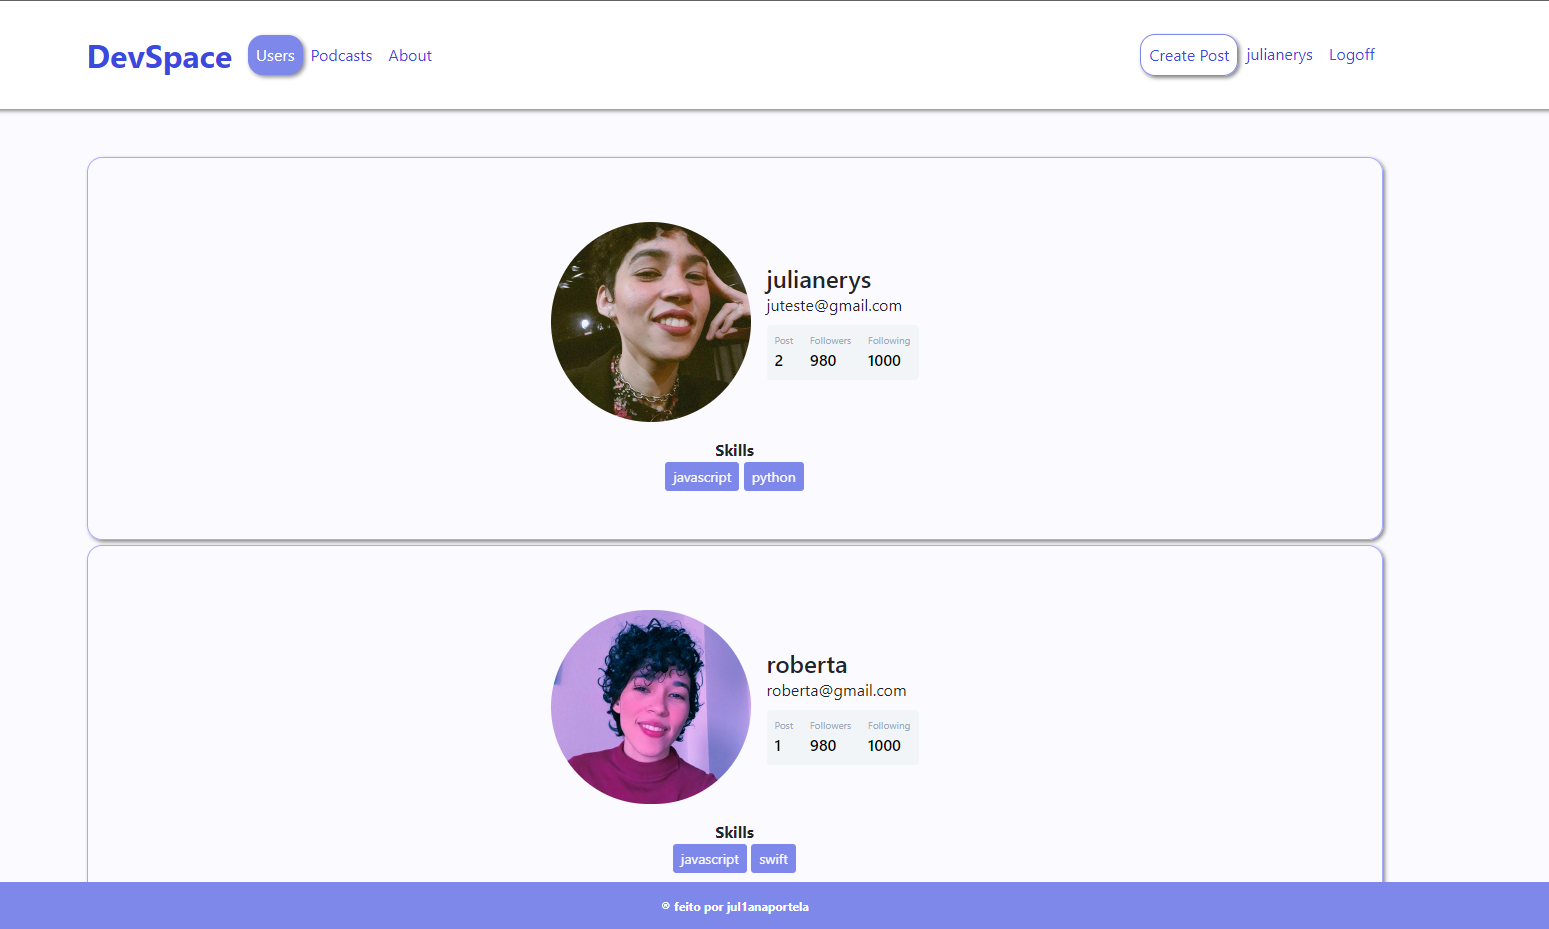 DevSpace Users Podcasts About Create Post julianerys Logoff
julianerys
juteste@gmail.com
Post Followers Following
2 980 1000
Skills
javascript python
roberta
roberta@gmail.com
Post Followers Following
1 980 1000
Skills
javascript swift
® feito por jul1anaportela